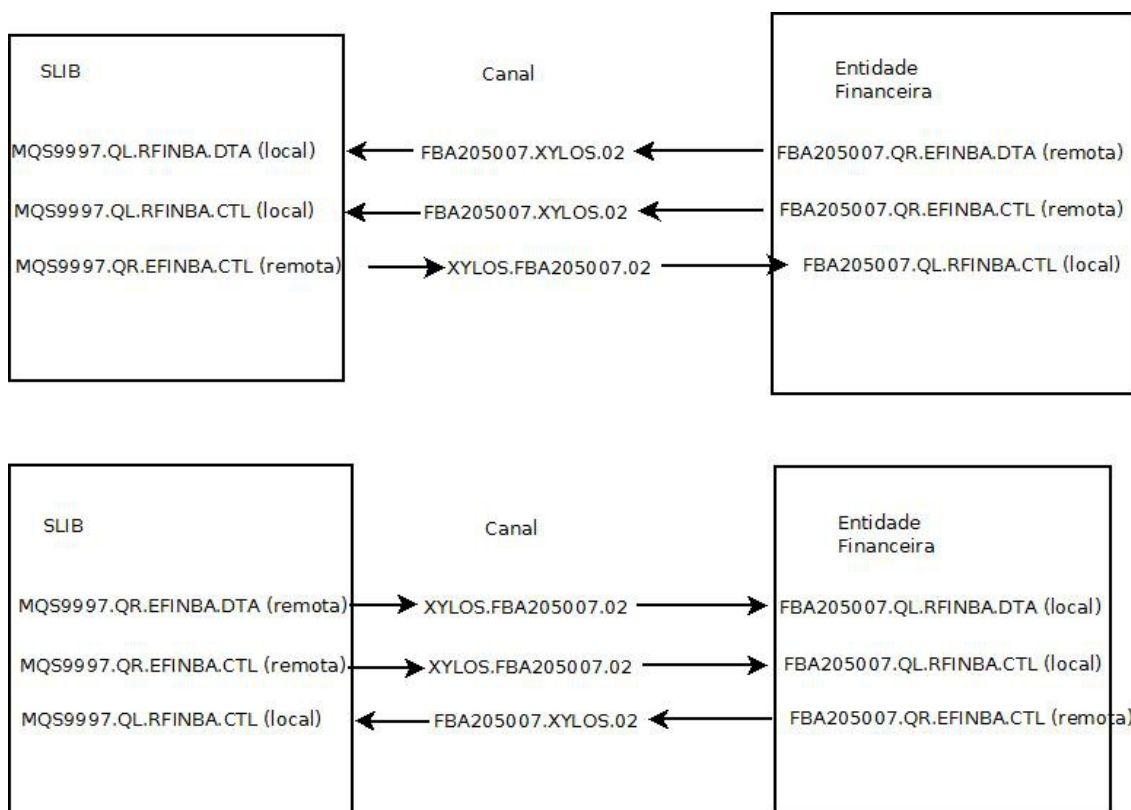 SLIB
Canal
Entidade
Financeira
MQS9997.QL.RFINBA.DTA (local)
FBA205007.XYLOS.02
FBA205007.QR.EFINBA.DTA (remota)
MQS9997.QL.RFINBA.CTL (local)
FBA205007.XYLOS.02
FBA205007.QR.EFINBA.CTL (remota)
MQS9997.QR.EFINBA.CTL (remota)
XYLOS.FBA205007.02
FBA205007.QL.RFINBA.CTL (local)
SLIB
Canal
Entidade
Financeira
MQS9997.QR.EFINBA.DTA (remota)
XYLOS.FBA205007.02
FBA205007.QL.RFINBA.DTA (local)
MQS9997.QR.EFINBA.CTL (remota)
XYLOS.FBA205007.02
FBA205007.QL.RFINBA.CTL (local)
MQS9997.QL.RFINBA.CTL (local)
FBA205007.XYLOS.02
FBA205007.QR.EFINBA.CTL (remota)